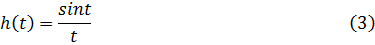 h(t) = sint / t (3)